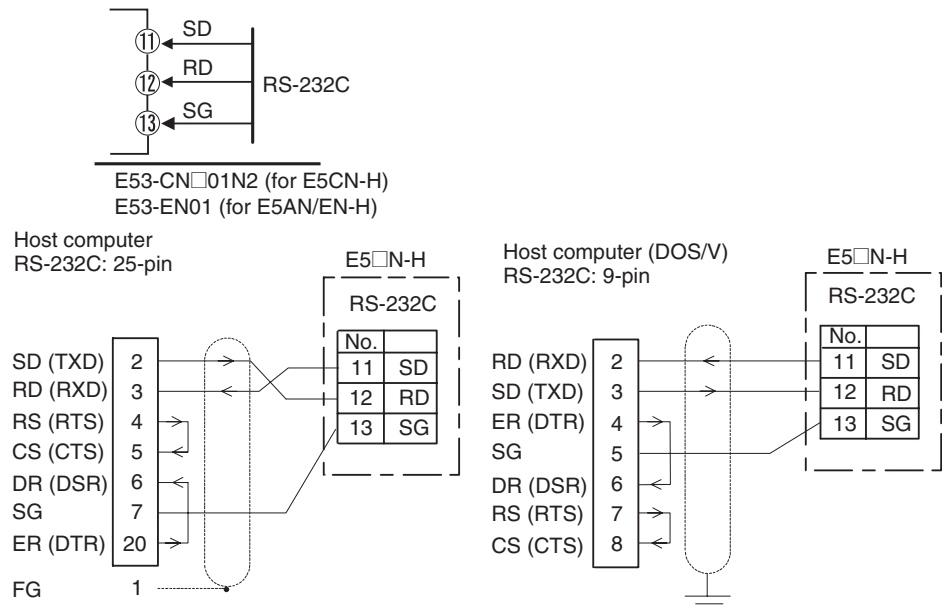 11 SD
12 RD
13 SG
RS-232C
E53-CN□01N2 (for E5CN-H)
E53-EN01 (for E5AN/EN-H)
Host computer
RS-232C: 25-pin
E5□N-H
RS-232C
No.
11 SD
12 RD
13 SG
SD (TXD) 2
RD (RXD) 3
RS (RTS) 4
CS (CTS) 5
DR (DSR) 6
SG 7
ER (DTR) 20
FG 1
Host computer (DOS/V)
RS-232C: 9-pin
E5□N-H
RS-232C
No.
11 SD
12 RD
13 SG
RD (RXD) 2
SD (TXD) 3
ER (DTR) 4
SG 5
DR (DSR) 6
RS (RTS) 7
CS (CTS) 8